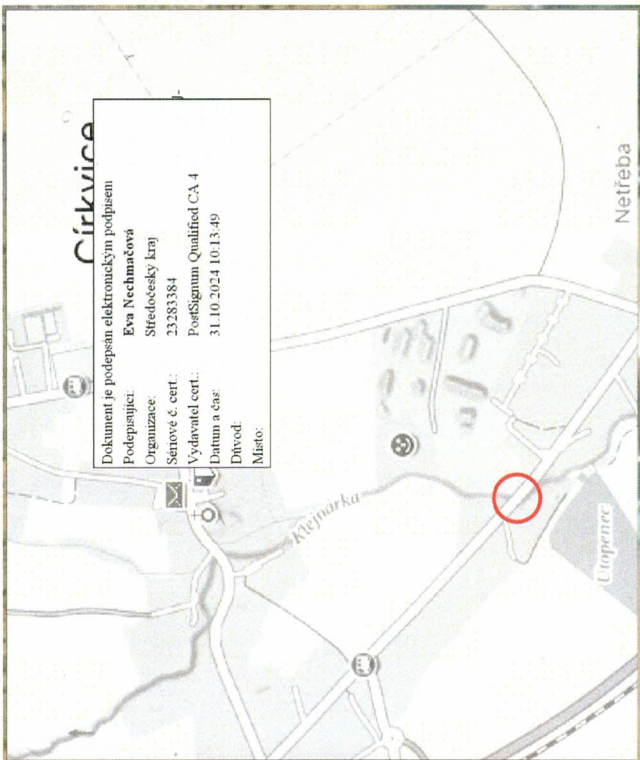 Církvice
Dokument je podepsán elektronickým podpisem
Podepisující: Eva Nechmačová
Organizace: Středočeský kraj
Sériové č. cert.: 23283384
Vydavatel cert.: PostSignum Qualified CA 4
Datum a čas: 31.10.2024 10:13:49
Důvod:
Místo:
Klejnárka
Utopenec
Netřeba